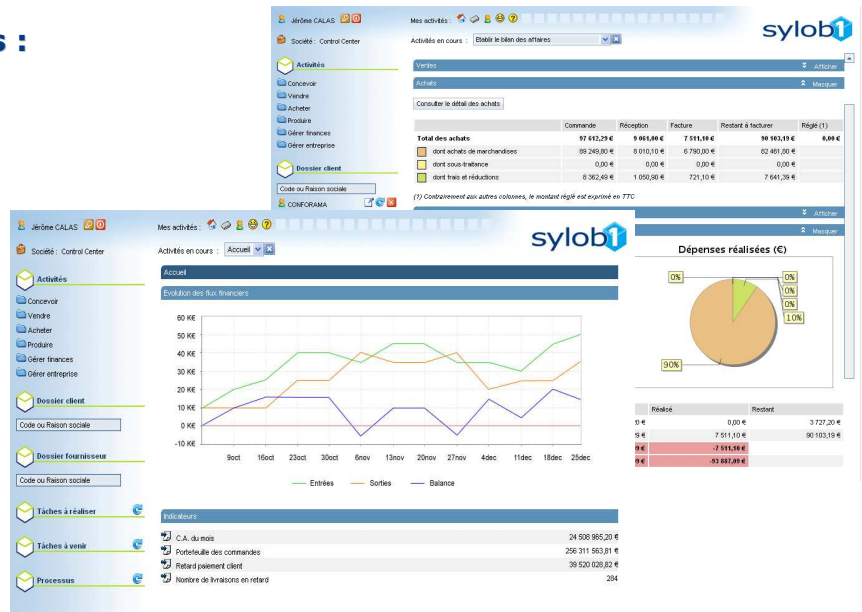 s :
Jérôme CALAS
Mes activités :
sylob1
Société : Control Center
Activités en cours : Etablir le bilan des affaires
Activités
Concevoir
Vendre
Acheter
Produire
Gérer finances
Gérer entreprise
Dossier client
Code ou Raison sociale
CONFORAMA
Ventes Afficher
Achats Masquer
Consulter le détail des achats
Commande Réception Facture Restant à facturer Réglé (1)
Total des achats 97 612,29 € 9 061,00 € 7 511,10 € 90 103,19 € 0,00 €
dont achats de marchandises 89 249,80 € 8 010,10 € 6 790,00 € 82 461,80 €
dont sous-traitance 0,00 € 0,00 € 0,00 € 0,00 €
dont frais et réductions 8 362,49 € 1 050,90 € 721,10 € 7 641,39 €
(1) Contrairement aux autres colonnes, le montant réglé est exprimé en TTC
Afficher
Masquer
Dépenses réalisées (€)
0%
0%
0%
0%
10%
90%
Réalisé Restant
0,00 € 3 727,20 €
7 511,10 € 90 103,19 €
-7 511,10 €
-93 887,09 €
Jérôme CALAS
Mes activités :
sylob1
Société : Control Center
Activités en cours : Accueil
Activités
Concevoir
Vendre
Acheter
Produire
Gérer finances
Gérer entreprise
Dossier client
Code ou Raison sociale
Dossier fournisseur
Code ou Raison sociale
Tâches à réaliser
Tâches à venir
Processus
Accueil
Evolution des flux financiers
60 K€
50 K€
40 K€
30 K€
20 K€
10 K€
0 K€
-10 K€
9oct 16oct 23oct 30oct 6nov 13nov 20nov 27nov 4dec 11dec 18dec 25dec
Entrées Sorties Balance
Indicateurs
C.A. du mois 24 508 965,20 €
Portefeuille des commandes 256 311 563,81 €
Retard paiement client 39 520 028,82 €
Nombre de livraisons en retard 284